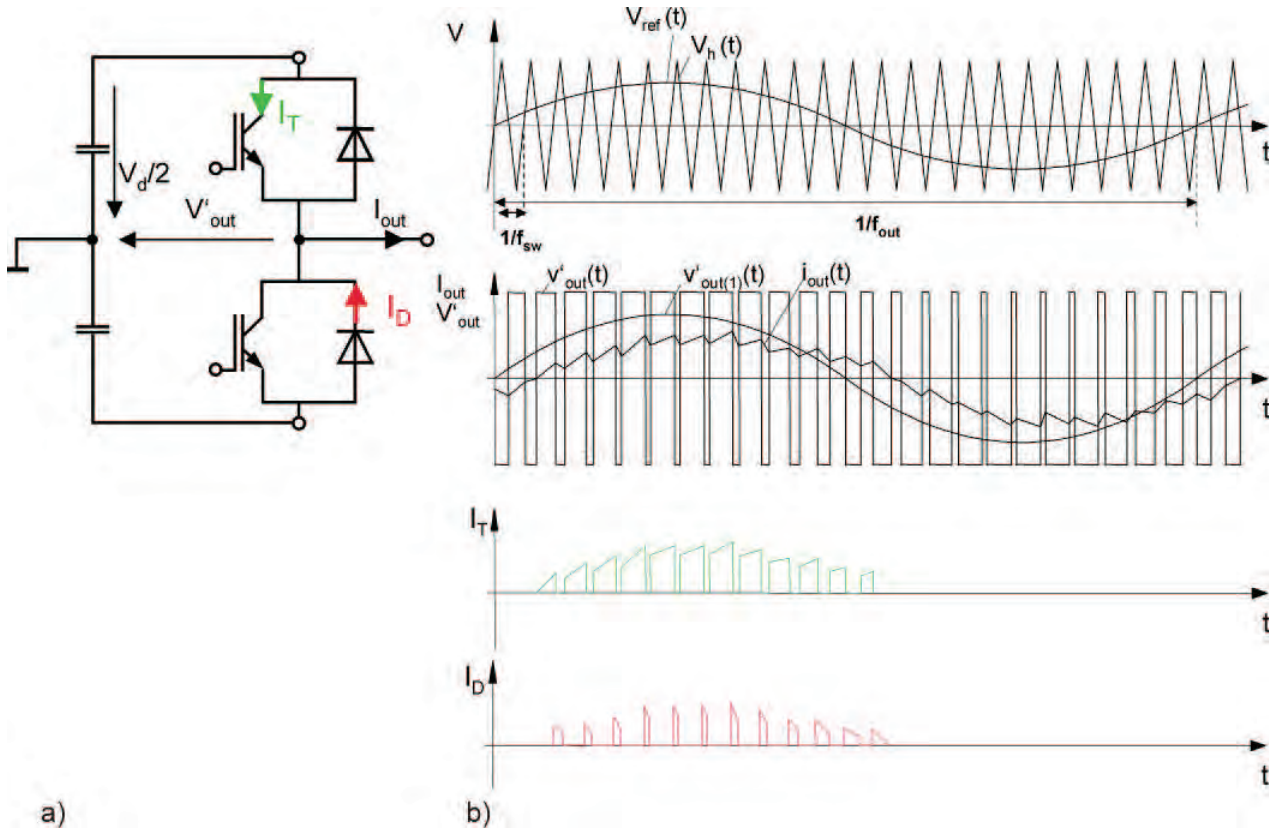 I_T
V_d/2
V'_out
I_out
I_D
a)
V
V_ref(t)
V_h(t)
t
1/f_sw
1/f_out
I_out
V'_out
v'_out(t)
v'_out(1)(t)
i_out(t)
t
I_T
t
I_D
t
b)